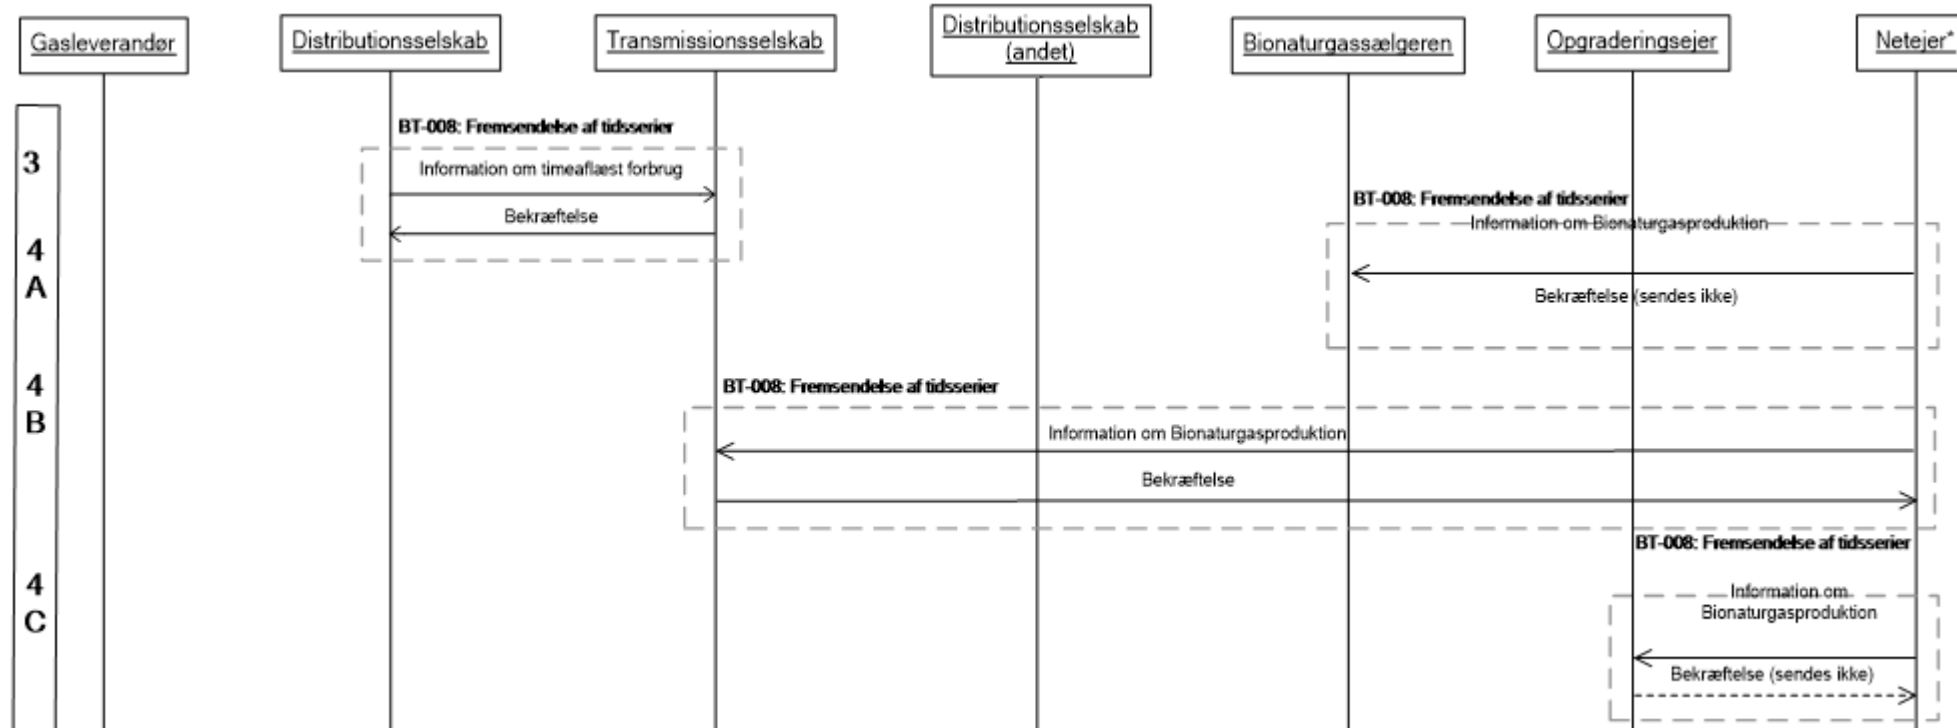 Gasleverandør
Distributionsselskab
Transmissionsselskab
Distributionsselskab
(andet)
Bionaturgassælgeren
Opgraderingsejer
Netejer*
3
BT-008: Fremsendelse af tidsserier
Information om timeaflæst forbrug
Bekræftelse
4
A
BT-008: Fremsendelse af tidsserier
Information om Bionaturgasproduktion
Bekræftelse (sendes ikke)
4
B
BT-008: Fremsendelse af tidsserier
Information om Bionaturgasproduktion
Bekræftelse
4
C
BT-008: Fremsendelse af tidsserier
Information om
Bionaturgasproduktion
Bekræftelse (sendes ikke)